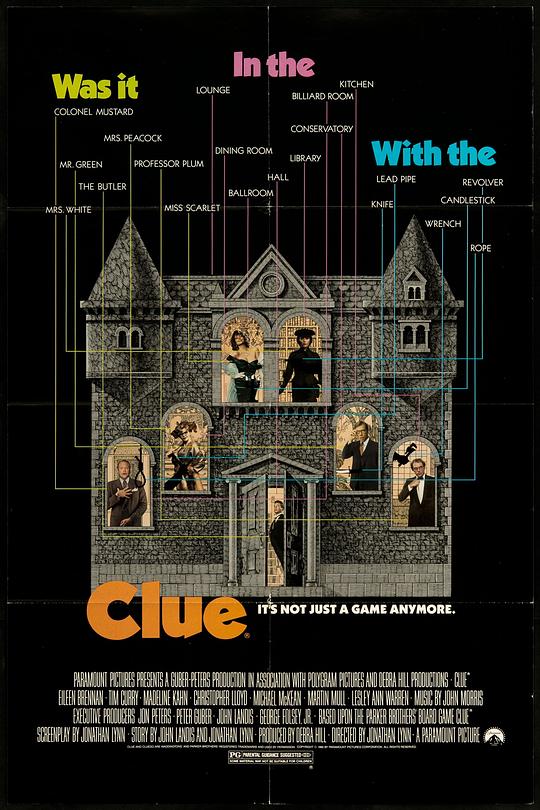 Was it
In the
With the
COLONEL MUSTARD
MRS. PEACOCK
MR. GREEN
PROFESSOR PLUM
THE BUTLER
MRS. WHITE
MISS SCARLET
LOUNGE
KITCHEN
BILLIARD ROOM
CONSERVATORY
DINING ROOM
LIBRARY
HALL
BALLROOM
LEAD PIPE
REVOLVER
KNIFE
CANDLESTICK
WRENCH
ROPE
Clue®
IT'S NOT JUST A GAME ANYMORE.
PARAMOUNT PICTURES PRESENTS A GUBER-PETERS PRODUCTION IN ASSOCIATION WITH POLYGRAM PICTURES AND DEBRA HILL PRODUCTIONS · CLUE
EILEEN BRENNAN · TIM CURRY · MADELINE KAHN · CHRISTOPHER LLOYD · MICHAEL McKEAN · MARTIN MULL · LESLEY ANN WARREN · MUSIC BY JOHN MORRIS
EXECUTIVE PRODUCERS JON PETERS · PETER GUBER · JOHN LANDIS · GEORGE FOLSEY, JR. · BASED UPON THE PARKER BROTHERS' BOARD GAME CLUE
SCREENPLAY BY JONATHAN LYNN · STORY BY JOHN LANDIS AND JONATHAN LYNN · PRODUCED BY DEBRA HILL · DIRECTED BY JONATHAN LYNN · A PARAMOUNT PICTURE
PG PARENTAL GUIDANCE SUGGESTED
SOME MATERIAL MAY NOT BE SUITABLE FOR CHILDREN